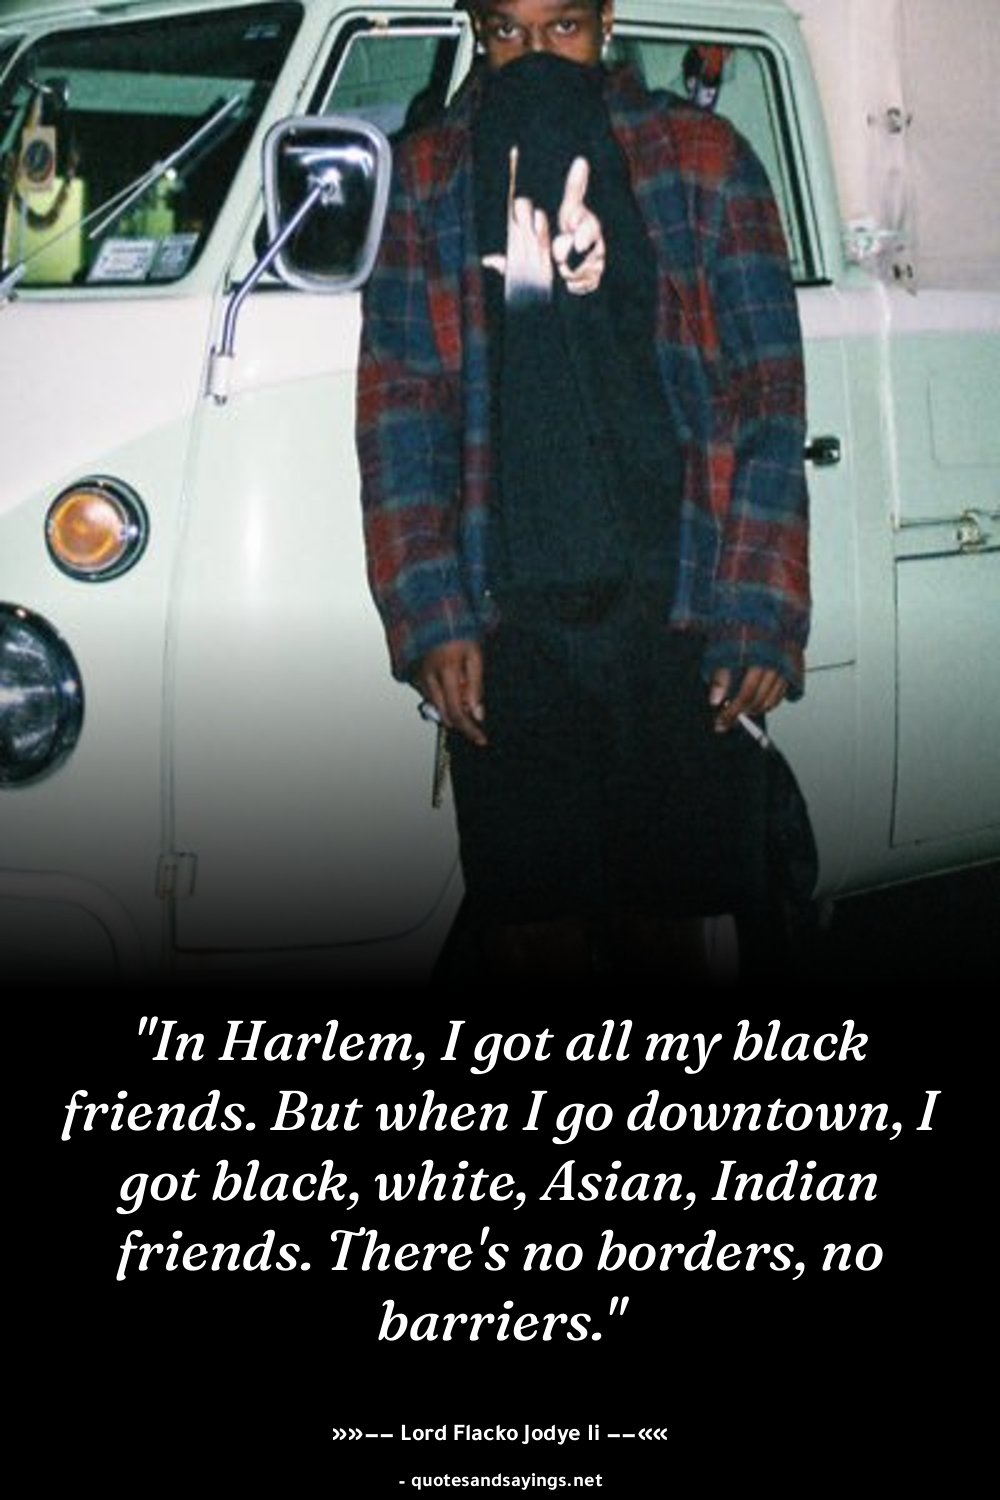 "In Harlem, I got all my black
friends. But when I go downtown, I
got black, white, Asian, Indian
friends. There's no borders, no
barriers."
»»–– Lord Flacko Jodye Ii ––««
- quotesandsayings.net